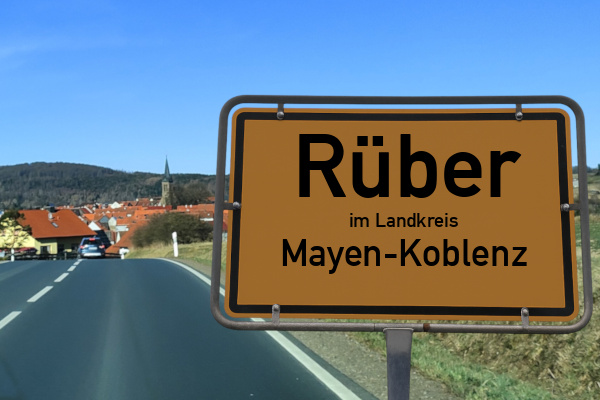 Rüber
im Landkreis
Mayen-Koblenz